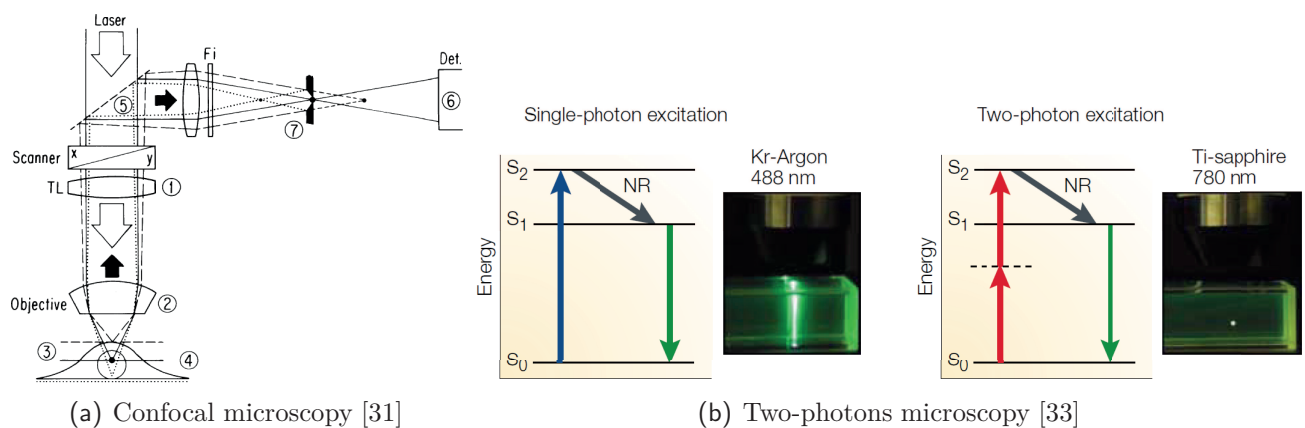 Laser
Fi
Det.
⑤
⑥
⑦
Scanner
x
y
TL
①
Objective
②
③
④
(a) Confocal microscopy [31]
Single-photon excitation
Kr-Argon
488 nm
S2
NR
S1
Energy
S0
Two-photon excitation
Ti-sapphire
780 nm
S2
NR
S1
Energy
S0
(b) Two-photons microscopy [33]